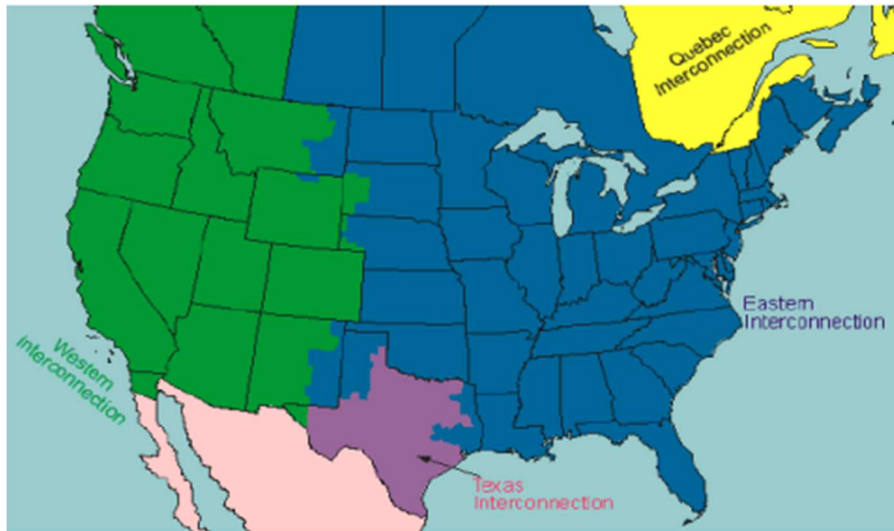 Quebec
Interconnection
Eastern
Interconnection
Western
Interconnection
Texas
Interconnection